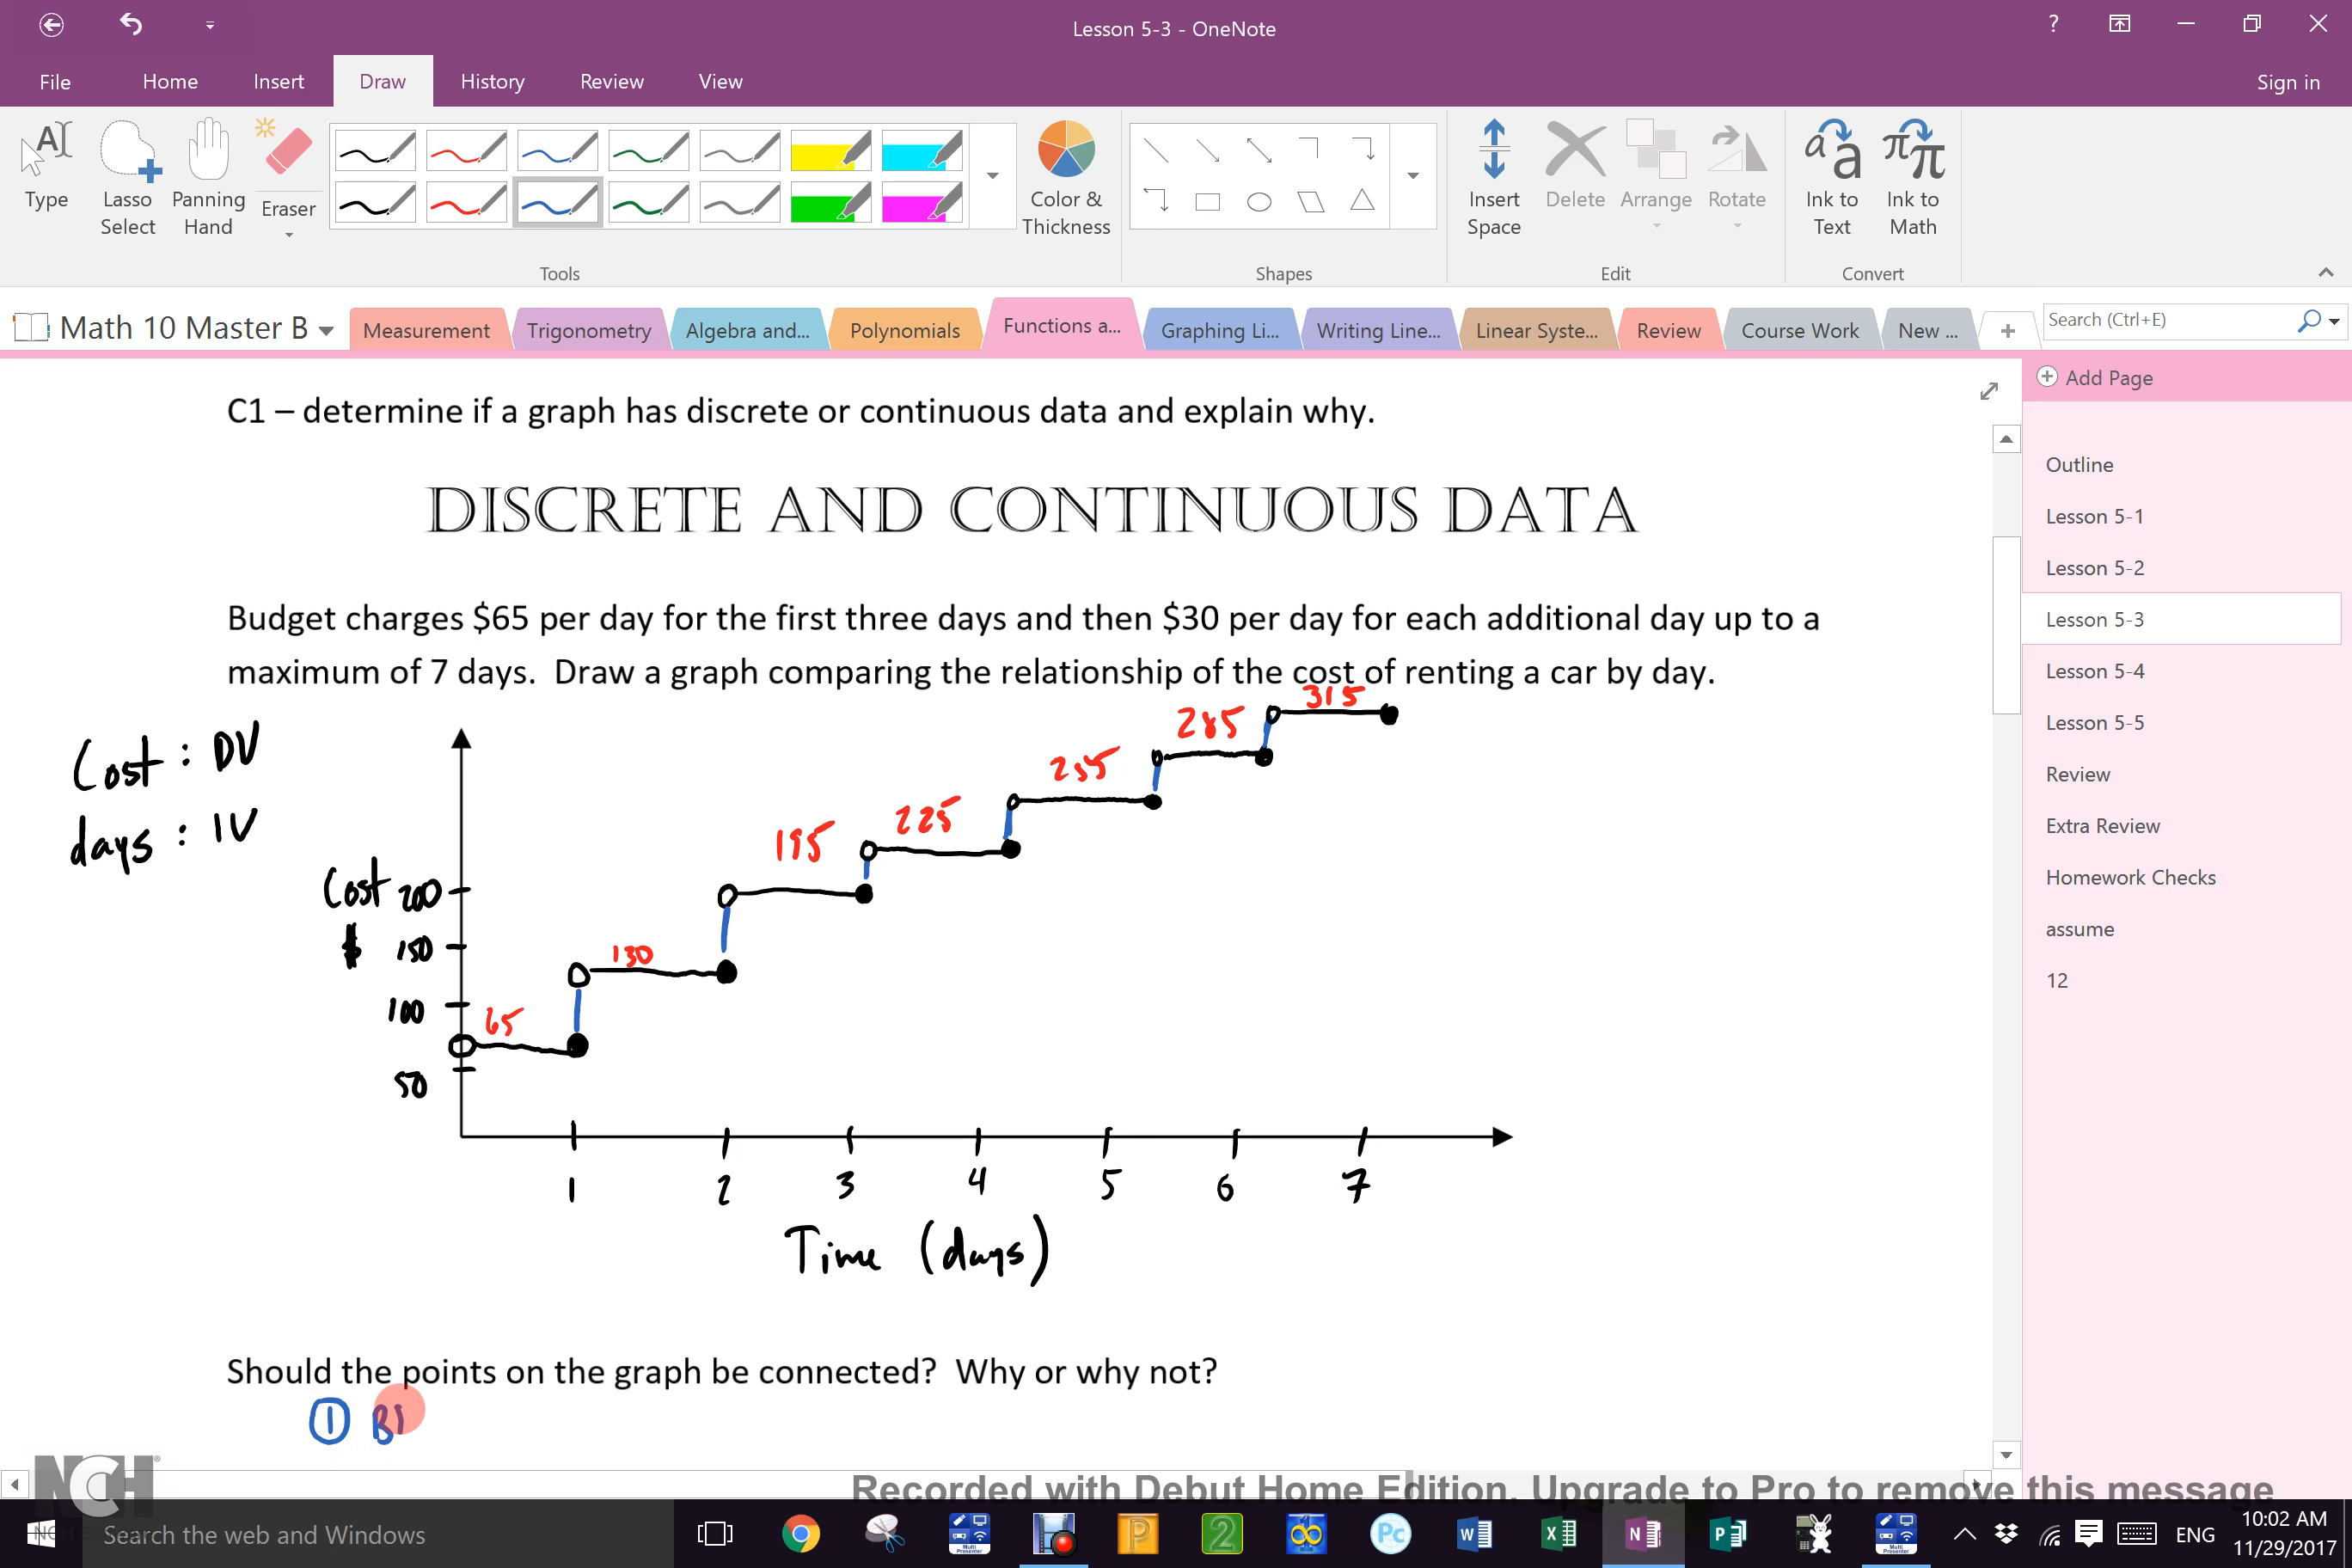 Lesson 5-3 - OneNote
?
File
Home
Insert
Draw
History
Review
View
Sign in
Type
Lasso
Select
Panning
Hand
Eraser
Color &
Thickness
Insert
Space
Delete
Arrange
Rotate
Ink to
Text
Ink to
Math
Tools
Shapes
Edit
Convert
Math 10 Master B
Measurement
Trigonometry
Algebra and...
Polynomials
Functions a...
Graphing Li...
Writing Line...
Linear Syste...
Review
Course Work
New ...
Search (Ctrl+E)
Add Page
Outline
Lesson 5-1
Lesson 5-2
Lesson 5-3
Lesson 5-4
Lesson 5-5
Review
Extra Review
Homework Checks
assume
12
C1 – determine if a graph has discrete or continuous data and explain why.
DISCRETE AND CONTINUOUS DATA
Budget charges $65 per day for the first three days and then $30 per day for each additional day up to a
maximum of 7 days.  Draw a graph comparing the relationship of the cost of renting a car by day.
Cost : DV
days : IV
Cost
$
200
150
100
50
65
130
195
225
255
285
315
1 2 3 4 5 6 7
Time (days)
Should the points on the graph be connected?  Why or why not?
①
NCH
Recorded with Debut Home Edition. Upgrade to Pro to remove this message
Search the web and Windows
ENG
10:02 AM
11/29/2017